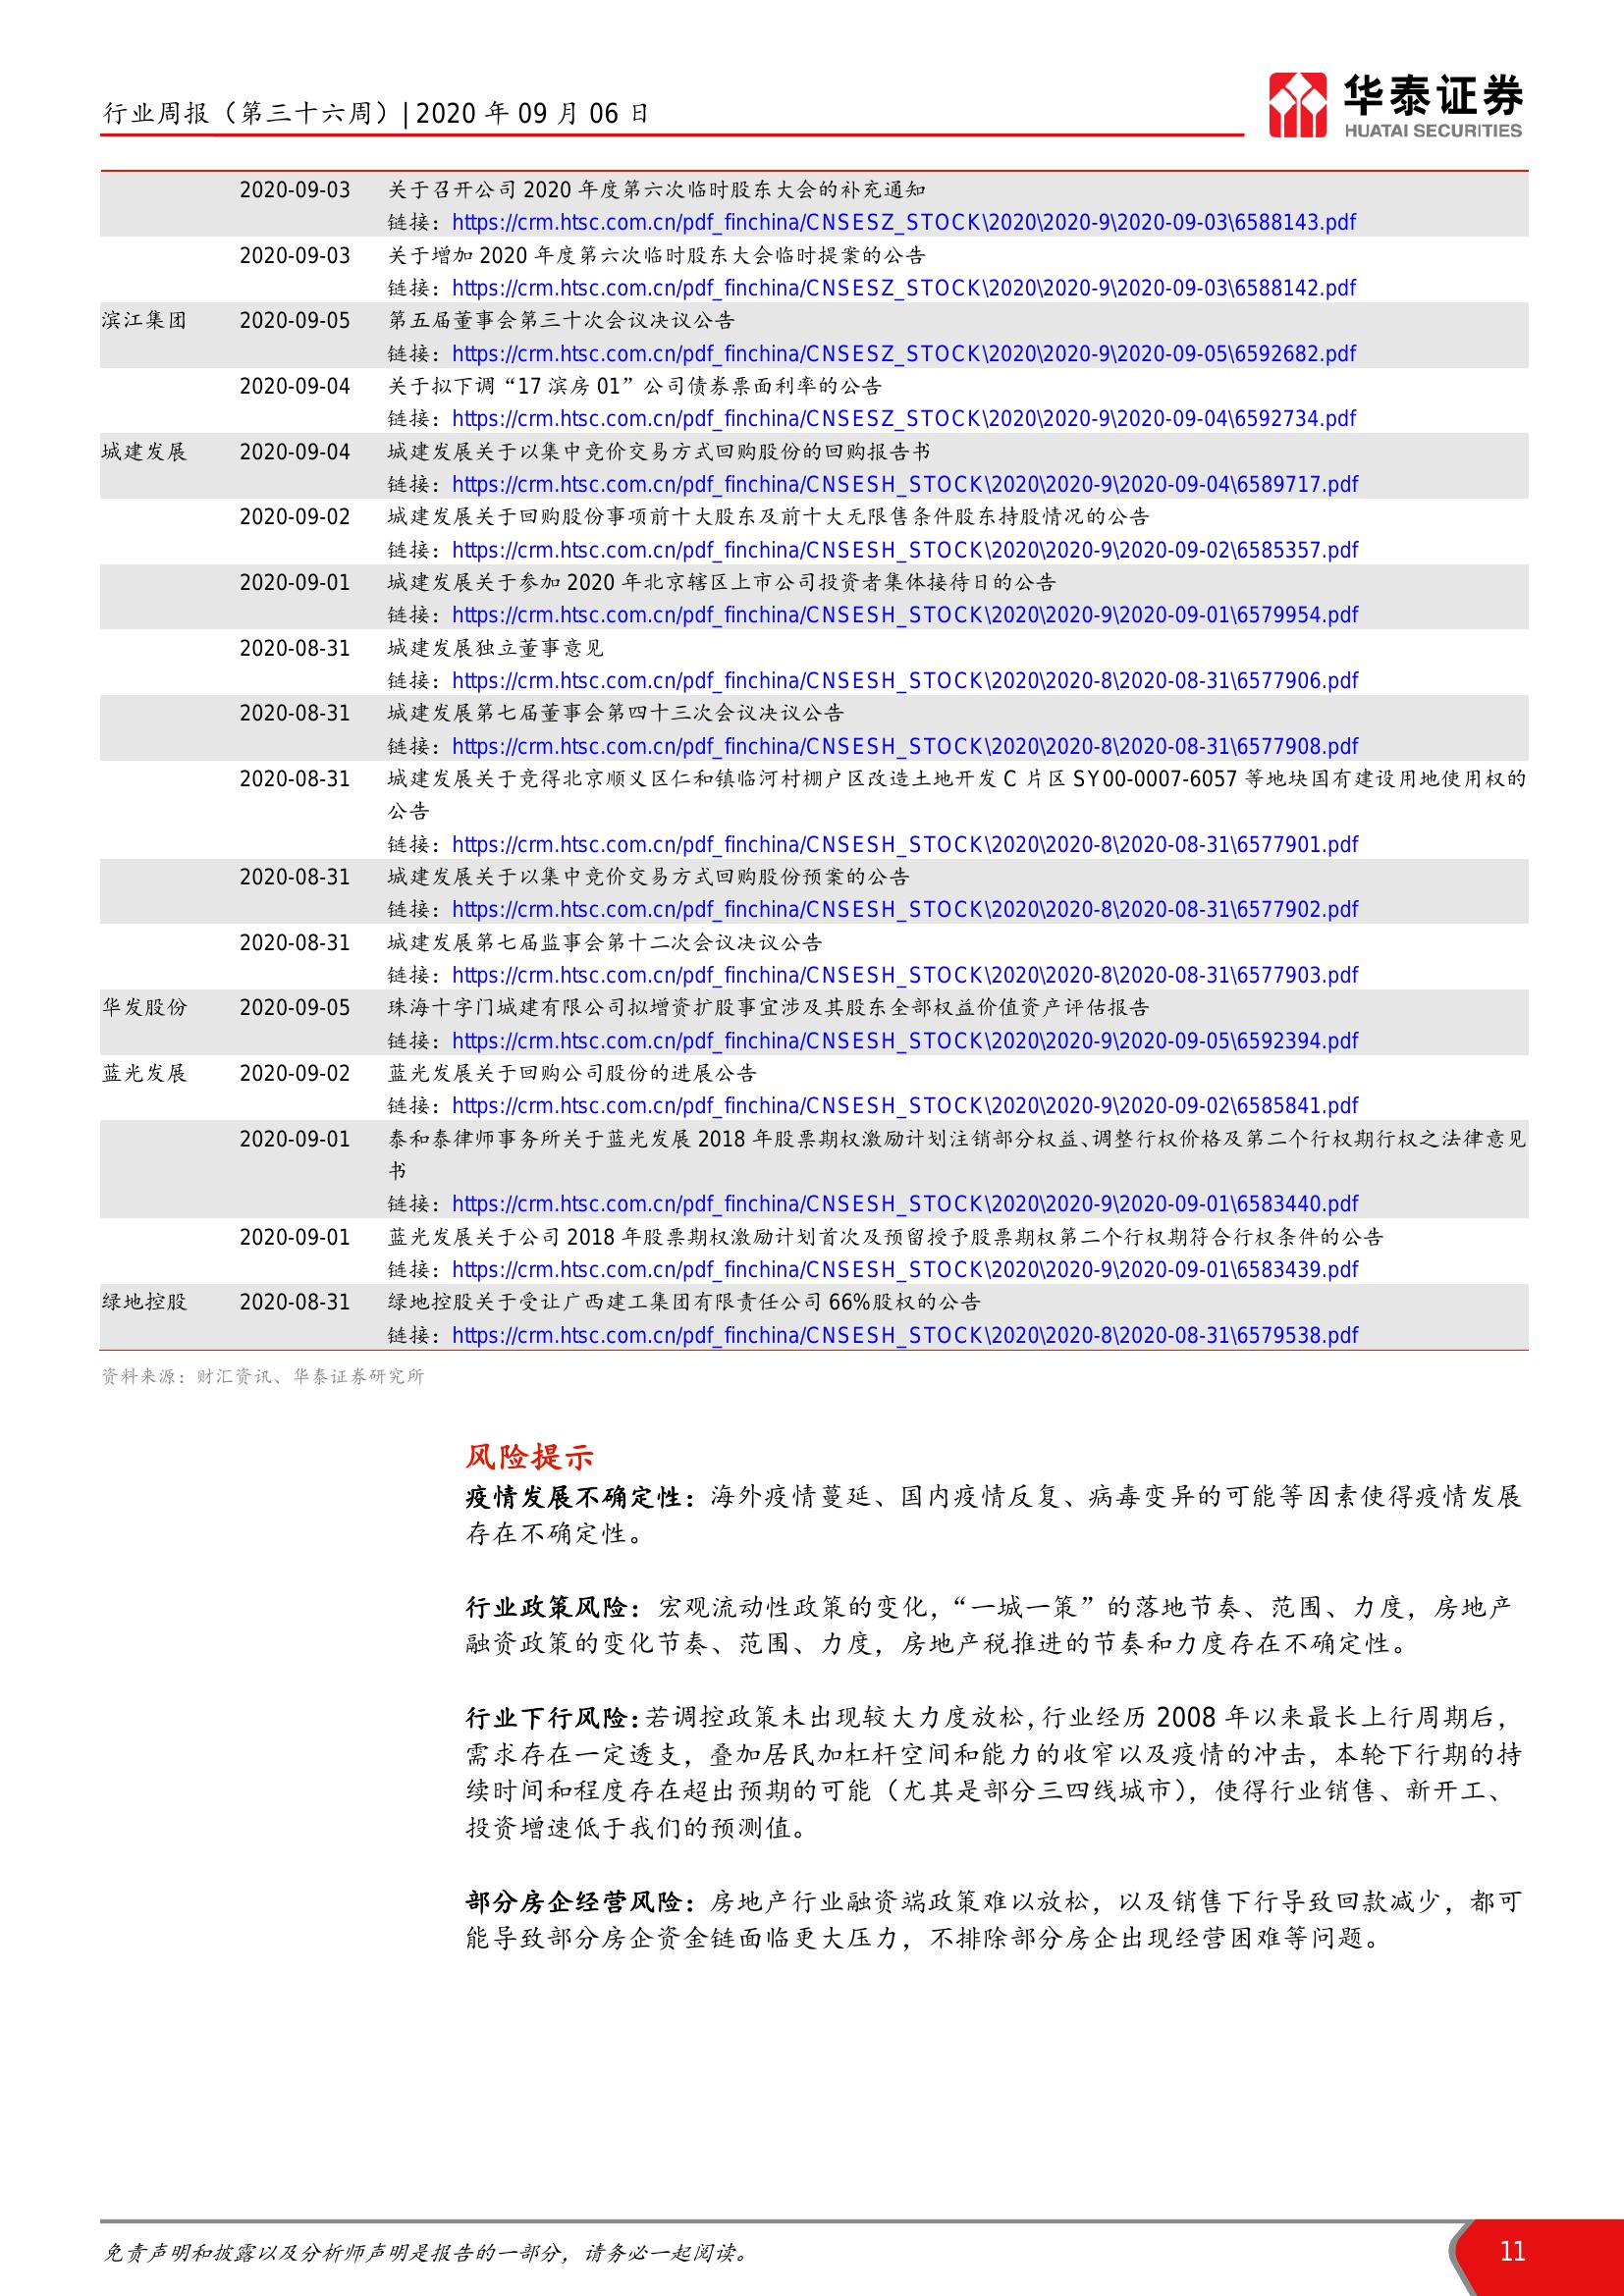 行业周报（第三十六周）| 2020 年 09 月 06 日
华泰证券
HUATAI SECURITIES
2020-09-03 关于召开公司 2020 年度第六次临时股东大会的补充通知
链接：https://crm.htsc.com.cn/pdf_finchina/CNSESZ_STOCK\2020\2020-9\2020-09-03\6588143.pdf
2020-09-03 关于增加 2020 年度第六次临时股东大会临时提案的公告
链接：https://crm.htsc.com.cn/pdf_finchina/CNSESZ_STOCK\2020\2020-9\2020-09-03\6588142.pdf
滨江集团 2020-09-05 第五届董事会第三十次会议决议公告
链接：https://crm.htsc.com.cn/pdf_finchina/CNSESZ_STOCK\2020\2020-9\2020-09-05\6592682.pdf
2020-09-04 关于拟下调“17 滨房 01”公司债券票面利率的公告
链接：https://crm.htsc.com.cn/pdf_finchina/CNSESZ_STOCK\2020\2020-9\2020-09-04\6592734.pdf
城建发展 2020-09-04 城建发展关于以集中竞价交易方式回购股份的回购报告书
链接：https://crm.htsc.com.cn/pdf_finchina/CNSESH_STOCK\2020\2020-9\2020-09-04\6589717.pdf
2020-09-02 城建发展关于回购股份事项前十大股东及前十大无限售条件股东持股情况的公告
链接：https://crm.htsc.com.cn/pdf_finchina/CNSESH_STOCK\2020\2020-9\2020-09-02\6585357.pdf
2020-09-01 城建发展关于参加 2020 年北京辖区上市公司投资者集体接待日的公告
链接：https://crm.htsc.com.cn/pdf_finchina/CNSESH_STOCK\2020\2020-9\2020-09-01\6579954.pdf
2020-08-31 城建发展独立董事意见
链接：https://crm.htsc.com.cn/pdf_finchina/CNSESH_STOCK\2020\2020-8\2020-08-31\6577906.pdf
2020-08-31 城建发展第七届董事会第四十三次会议决议公告
链接：https://crm.htsc.com.cn/pdf_finchina/CNSESH_STOCK\2020\2020-8\2020-08-31\6577908.pdf
2020-08-31 城建发展关于竞得北京顺义区仁和镇临河村棚户区改造土地开发 C 片区 SY00-0007-6057 等地块国有建设用地使用权的
公告
链接：https://crm.htsc.com.cn/pdf_finchina/CNSESH_STOCK\2020\2020-8\2020-08-31\6577901.pdf
2020-08-31 城建发展关于以集中竞价交易方式回购股份预案的公告
链接：https://crm.htsc.com.cn/pdf_finchina/CNSESH_STOCK\2020\2020-8\2020-08-31\6577902.pdf
2020-08-31 城建发展第七届监事会第十二次会议决议公告
链接：https://crm.htsc.com.cn/pdf_finchina/CNSESH_STOCK\2020\2020-8\2020-08-31\6577903.pdf
华发股份 2020-09-05 珠海十字门城建有限公司拟增资扩股事宜涉及其股东全部权益价值资产评估报告
链接：https://crm.htsc.com.cn/pdf_finchina/CNSESH_STOCK\2020\2020-9\2020-09-05\6592394.pdf
蓝光发展 2020-09-02 蓝光发展关于回购公司股份的进展公告
链接：https://crm.htsc.com.cn/pdf_finchina/CNSESH_STOCK\2020\2020-9\2020-09-02\6585841.pdf
2020-09-01 泰和泰律师事务所关于蓝光发展 2018 年股票期权激励计划注销部分权益、调整行权价格及第二个行权期行权之法律意见
书
链接：https://crm.htsc.com.cn/pdf_finchina/CNSESH_STOCK\2020\2020-9\2020-09-01\6583440.pdf
2020-09-01 蓝光发展关于公司 2018 年股票期权激励计划首次及预留授予股票期权第二个行权期符合行权条件的公告
链接：https://crm.htsc.com.cn/pdf_finchina/CNSESH_STOCK\2020\2020-9\2020-09-01\6583439.pdf
绿地控股 2020-08-31 绿地控股关于受让广西建工集团有限责任公司 66%股权的公告
链接：https://crm.htsc.com.cn/pdf_finchina/CNSESH_STOCK\2020\2020-8\2020-08-31\6579538.pdf
资料来源：财汇资讯、华泰证券研究所
风险提示
疫情发展不确定性：海外疫情蔓延、国内疫情反复、病毒变异的可能等因素使得疫情发展
存在不确定性。
行业政策风险：宏观流动性政策的变化，“一城一策”的落地节奏、范围、力度，房地产
融资政策的变化节奏、范围、力度，房地产税推进的节奏和力度存在不确定性。
行业下行风险：若调控政策未出现较大力度放松，行业经历 2008 年以来最长上行周期后，
需求存在一定透支，叠加居民加杠杆空间和能力的收窄以及疫情的冲击，本轮下行期的持
续时间和程度存在超出预期的可能（尤其是部分三四线城市），使得行业销售、新开工、
投资增速低于我们的预测值。
部分房企经营风险：房地产行业融资端政策难以放松，以及销售下行导致回款减少，都可
能导致部分房企资金链面临更大压力，不排除部分房企出现经营困难等问题。
免责声明和披露以及分析师声明是报告的一部分，请务必一起阅读。
11